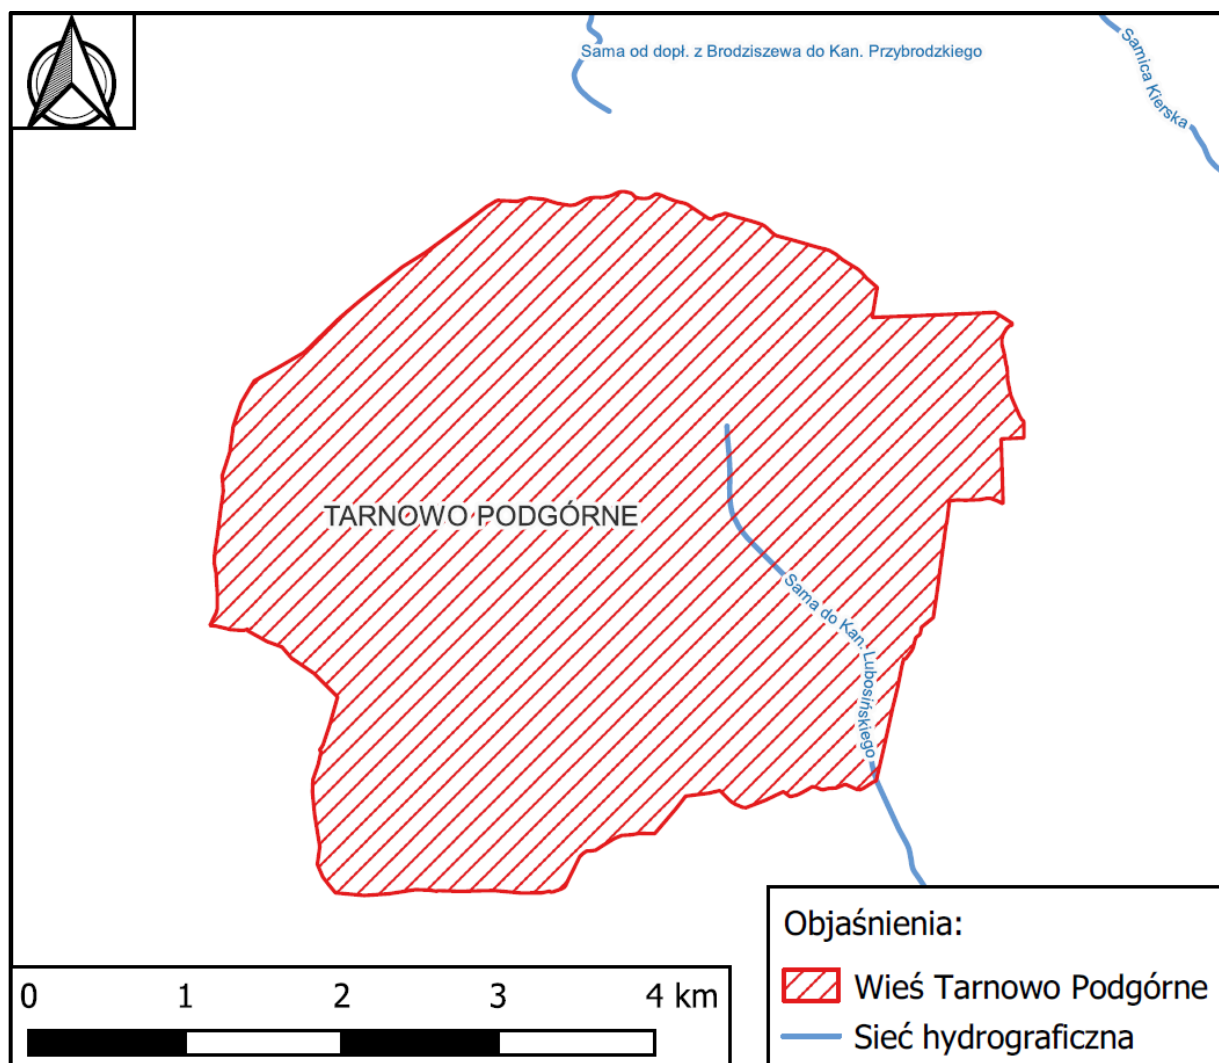 Sama od dopł. z Brodziszewa do Kan. Przybrodzkiego
Samica Kierska
TARNOWO PODGÓRNE
Sama do Kan. Lubosińskiego
Objaśnienia:
Wieś Tarnowo Podgórne
Sieć hydrograficzna
0 1 2 3 4 km